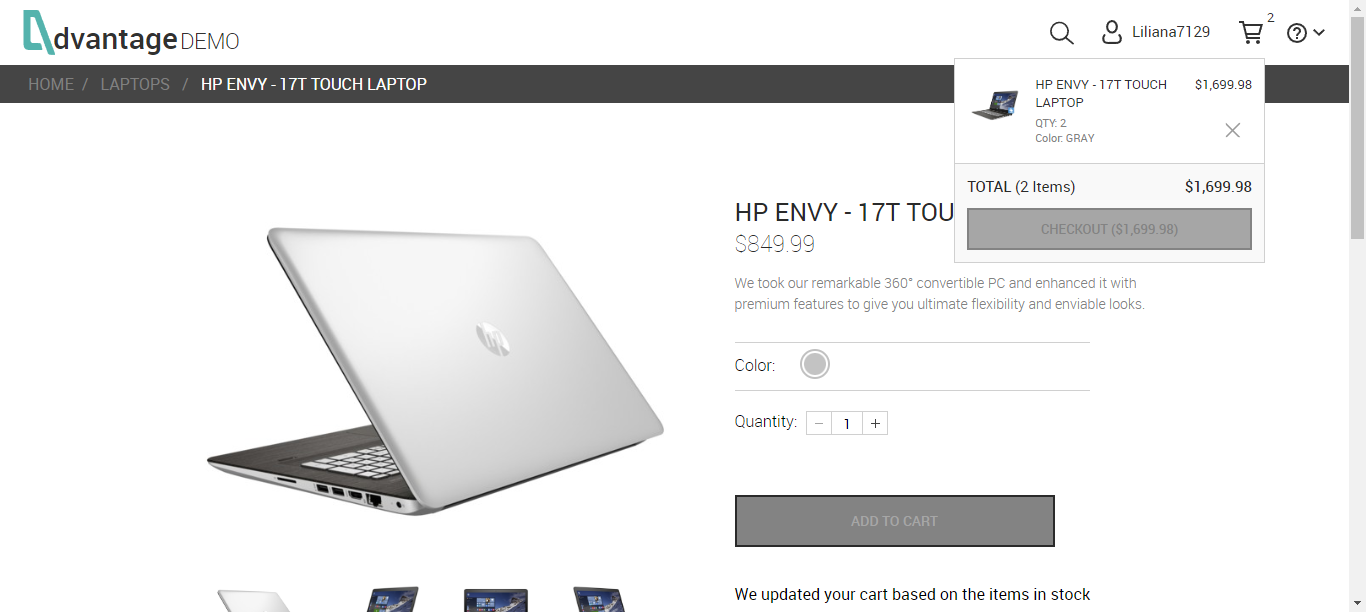 dvantage DEMO
Liliana7129
2
HOME / LAPTOPS / HP ENVY - 17T TOUCH LAPTOP
HP ENVY - 17T TOUCH $1,699.98
LAPTOP
QTY: 2
Color: GRAY
TOTAL (2 Items) $1,699.98
CHECKOUT ($1,699.98)
HP ENVY - 17T TOU
$849.99
We took our remarkable 360° convertible PC and enhanced it with
premium features to give you ultimate flexibility and enviable looks.
Color:
Quantity: − 1 +
ADD TO CART
We updated your cart based on the items in stock